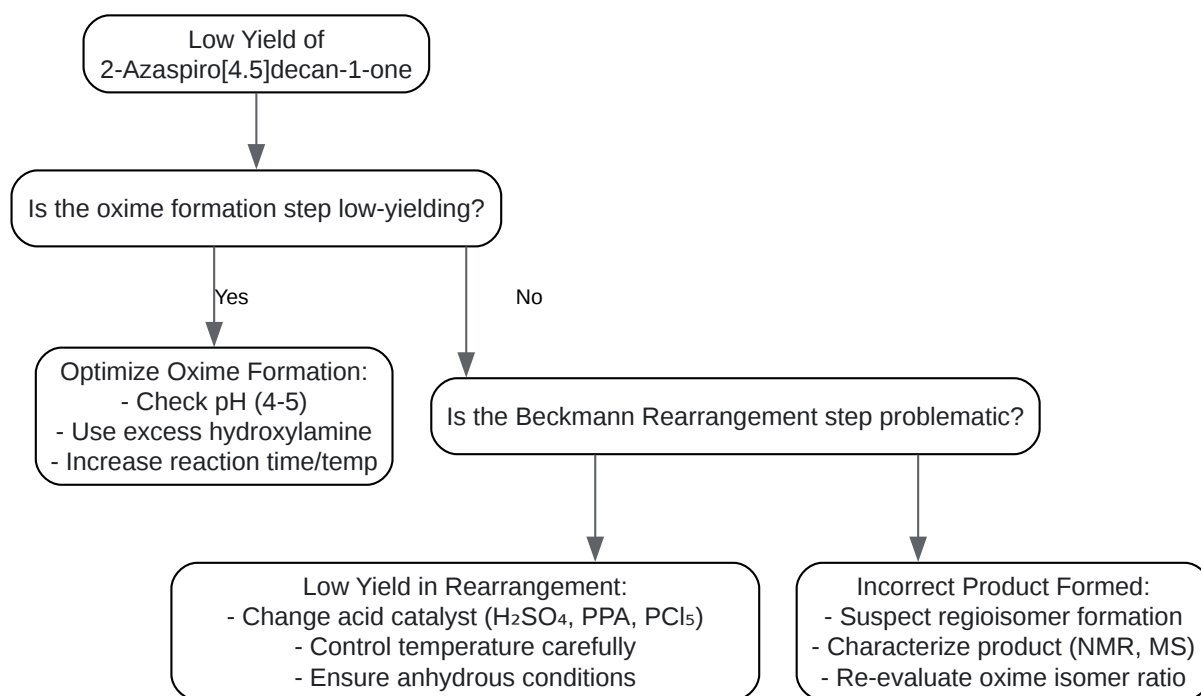 Low Yield of
2-Azaspiro[4.5]decan-1-one
Is the oxime formation step low-yielding?
Yes
No
Optimize Oxime Formation:
- Check pH (4-5)
- Use excess hydroxylamine
- Increase reaction time/temp
Is the Beckmann Rearrangement step problematic?
Low Yield in Rearrangement:
- Change acid catalyst (H₂SO₄, PPA, PCl₅)
- Control temperature carefully
- Ensure anhydrous conditions
Incorrect Product Formed:
- Suspect regioisomer formation
- Characterize product (NMR, MS)
- Re-evaluate oxime isomer ratio